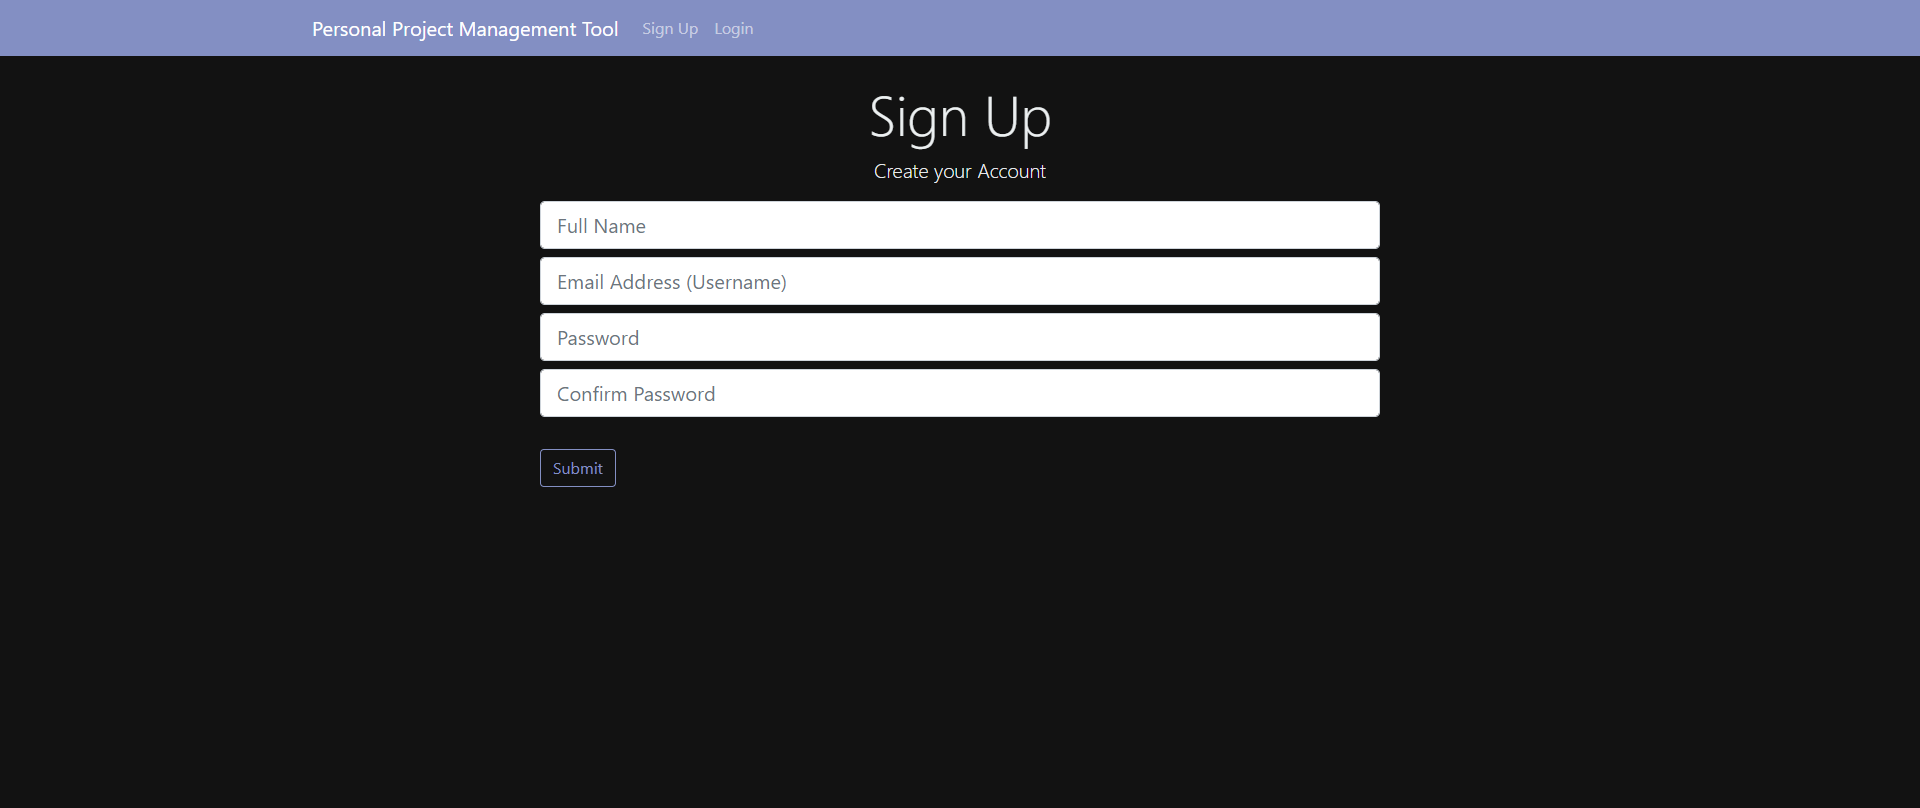 Personal Project Management Tool Sign Up Login
Sign Up
Create your Account
Full Name
Email Address (Username)
Password
Confirm Password
Submit